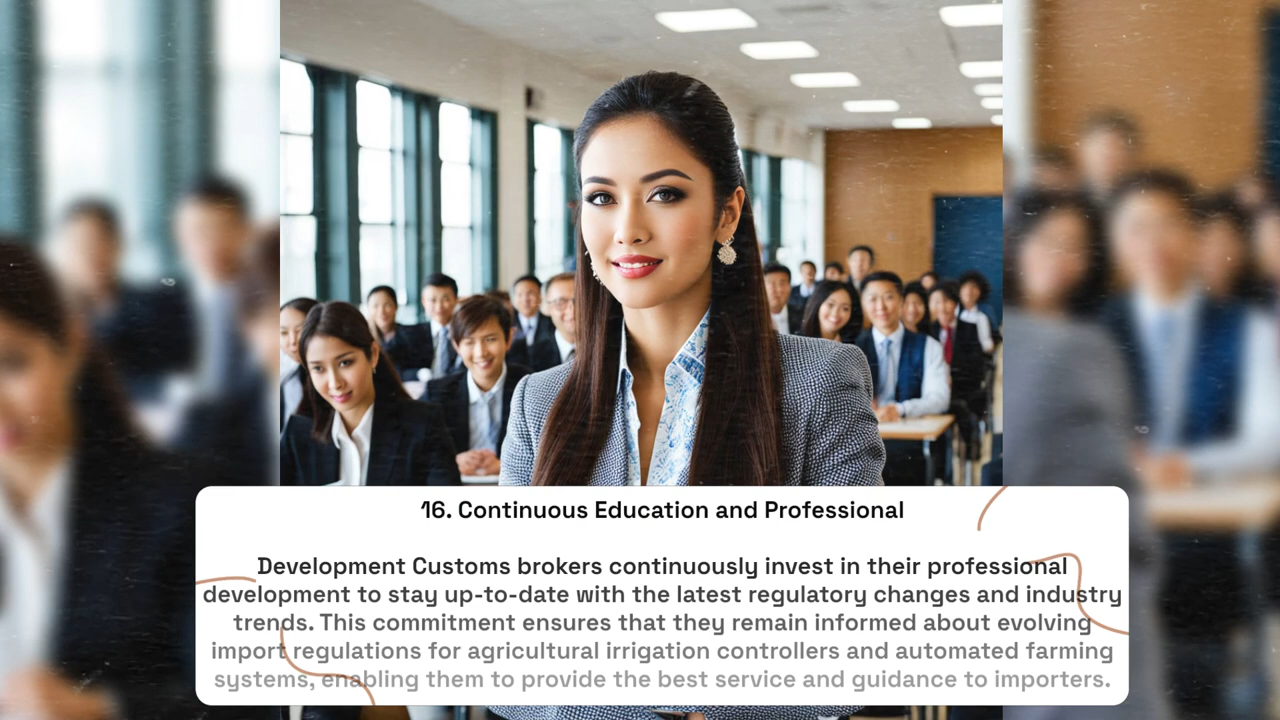 16. Continuous Education and Professional
Development Customs brokers continuously invest in their professional
development to stay up-to-date with the latest regulatory changes and industry
trends. This commitment ensures that they remain informed about evolving
import regulations for agricultural irrigation controllers and automated farming
systems, enabling them to provide the best service and guidance to importers.